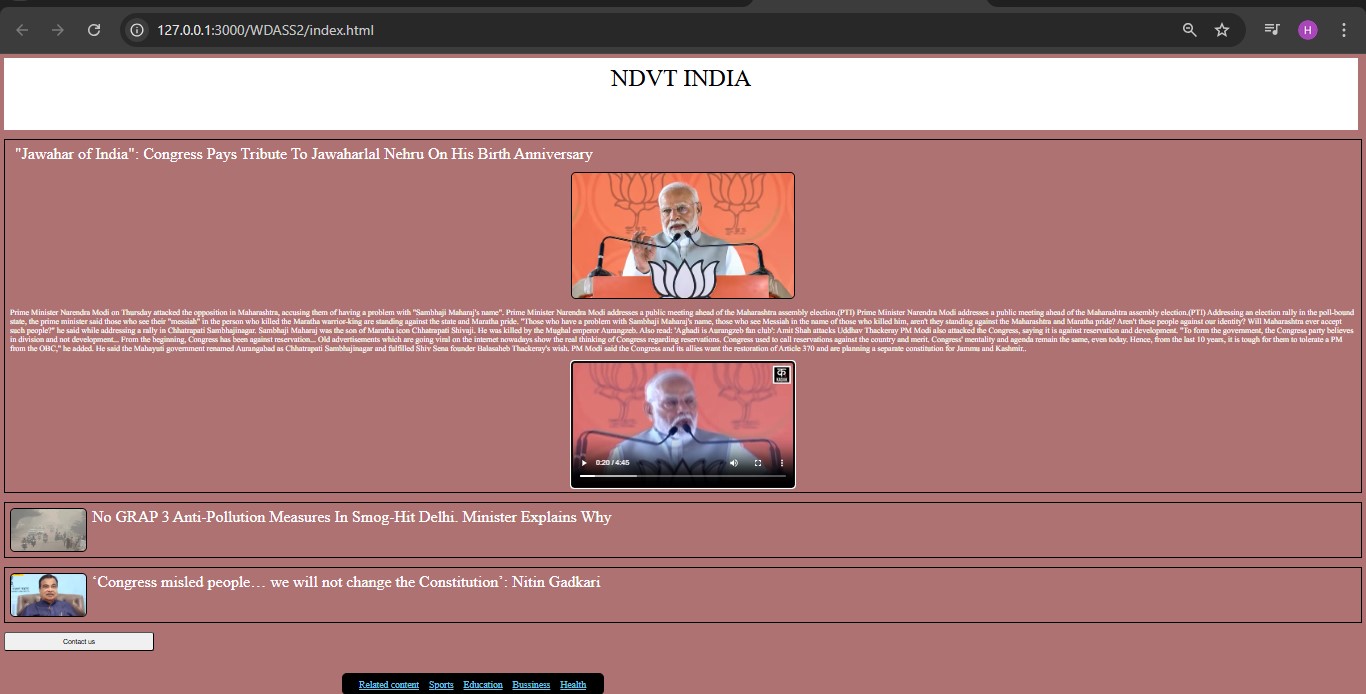 127.0.0.1:3000/WDASS2/index.html
H
NDVT INDIA
"Jawahar of India": Congress Pays Tribute To Jawaharlal Nehru On His Birth Anniversary
Prime Minister Narendra Modi on Thursday attacked the opposition in Maharashtra, accusing them of having a problem with "Sambhaji Maharaj's name". Prime Minister Narendra Modi addresses a public meeting ahead of the Maharashtra assembly election.(PTI) Prime Minister Narendra Modi addresses a public meeting ahead of the Maharashtra assembly election.(PTI) Addressing an election rally in the poll-bound
state, the prime minister said those who see their "messiah" in the person who killed the Maratha warrior-king are standing against the state and Maratha pride. "Those who have a problem with Sambhaji Maharaj's name, those who see Messiah in the name of those who killed him, aren't they standing against the Maharashtra and Maratha pride? Aren't these people against our identity? Will Maharashtra ever accept
such people?" he said while addressing a rally in Chhatrapati Sambhajinagar. Sambhaji Maharaj was the son of Maratha icon Chhatrapati Shivaji. He was killed by the Mughal emperor Aurangzeb. Also read: 'Aghadi is Aurangzeb fan club': Amit Shah attacks Uddhav Thackeray PM Modi also attacked the Congress, saying it is against reservation and development. "To form the government, the Congress party believes
in division and not development... From the beginning, Congress has been against reservation... Old advertisements which are going viral on the internet nowadays show the real thinking of Congress regarding reservations. Congress used to call reservations against the country and merit. Congress' mentality and agenda remain the same, even today. Hence, from the last 10 years, it is tough for them to tolerate a PM
from the OBC," he added. He said the Mahayuti government renamed Aurangabad as Chhatrapati Sambhajinagar and fulfilled Shiv Sena founder Balasaheb Thackeray's wish. PM Modi said the Congress and its allies want the restoration of Article 370 and are planning a separate constitution for Jammu and Kashmir..
क
0:20 / 4:45
No GRAP 3 Anti-Pollution Measures In Smog-Hit Delhi. Minister Explains Why
‘Congress misled people… we will not change the Constitution’: Nitin Gadkari
Contact us
Related content Sports Education Bussiness Health